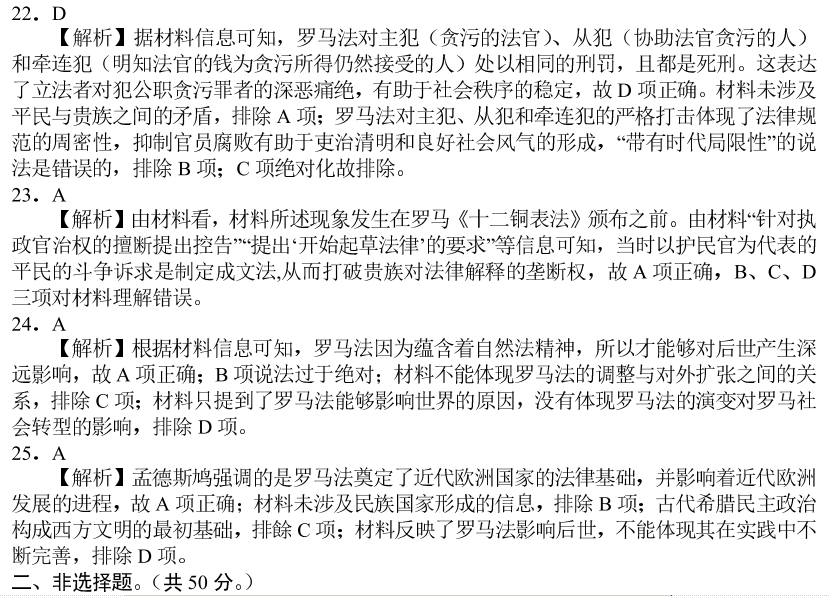 22．D
【解析】据材料信息可知，罗马法对主犯（贪污的法官）、从犯（协助法官贪污的人）
和牵连犯（明知法官的钱为贪污所得仍然接受的人）处以相同的刑罚，且都是死刑。这表达
了立法者对犯公职贪污罪者的深恶痛绝，有助于社会秩序的稳定，故 D 项正确。材料未涉及
平民与贵族之间的矛盾，排除 A 项；罗马法对主犯、从犯和牵连犯的严格打击体现了法律规
范的周密性，抑制官员腐败有助于吏治清明和良好社会风气的形成，“带有时代局限性”的说
法是错误的，排除 B 项；C 项绝对化故排除。
23．A
【解析】由材料看，材料所述现象发生在罗马《十二铜表法》颁布之前。由材料“针对执
政官治权的擅断提出控告”“提出‘开始起草法律’的要求”等信息可知，当时以护民官为代表的
平民的斗争诉求是制定成文法,从而打破贵族对法律解释的垄断权，故 A 项正确，B、C、D
三项对材料理解错误。
24．A
【解析】根据材料信息可知，罗马法因为蕴含着自然法精神，所以才能够对后世产生深
远影响，故 A 项正确；B 项说法过于绝对；材料不能体现罗马法的调整与对外扩张之间的关
系，排除 C 项；材料只提到了罗马法能够影响世界的原因，没有体现罗马法的演变对罗马社
会转型的影响，排除 D 项。
25．A
【解析】孟德斯鸠强调的是罗马法奠定了近代欧洲国家的法律基础，并影响着近代欧洲
发展的进程，故 A 项正确；材料未涉及民族国家形成的信息，排除 B 项；古代希腊民主政治
构成西方文明的最初基础，排餘 C 项；材料反映了罗马法影响后世，不能体现其在实践中不
断完善，排除 D 项。
二、非选择题。（共 50 分。）